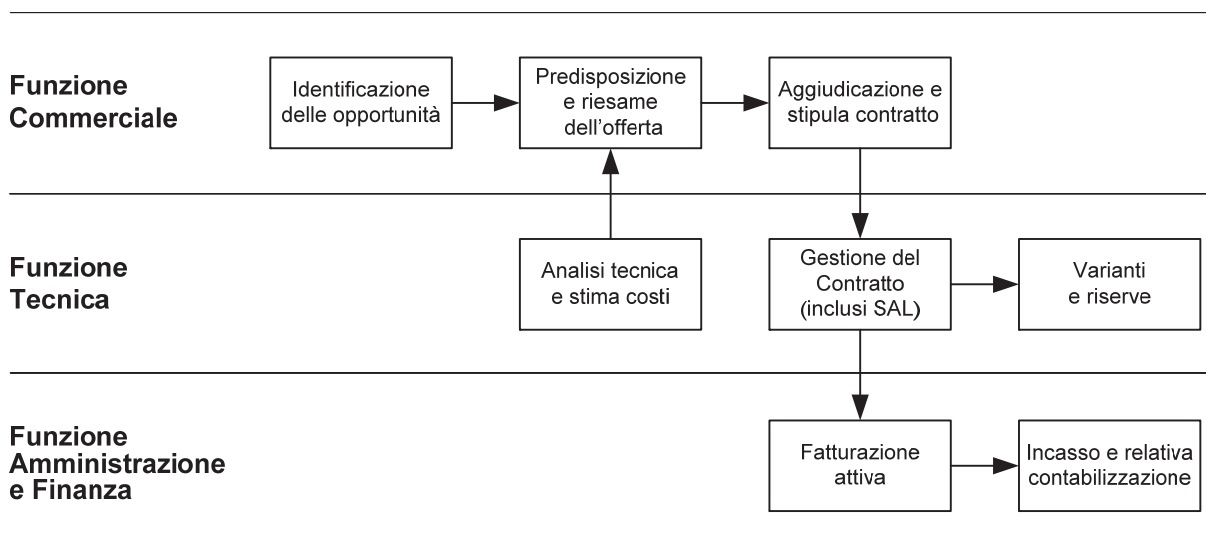 Funzione
Commerciale
Identificazione
delle opportunità
Predisposizione
e riesame
dell'offerta
Aggiudicazione e
stipula contratto
Funzione
Tecnica
Analisi tecnica
e stima costi
Gestione del
Contratto
(inclusi SAL)
Varianti
e riserve
Funzione
Amministrazione
e Finanza
Fatturazione
attiva
Incasso e relativa
contabilizzazione